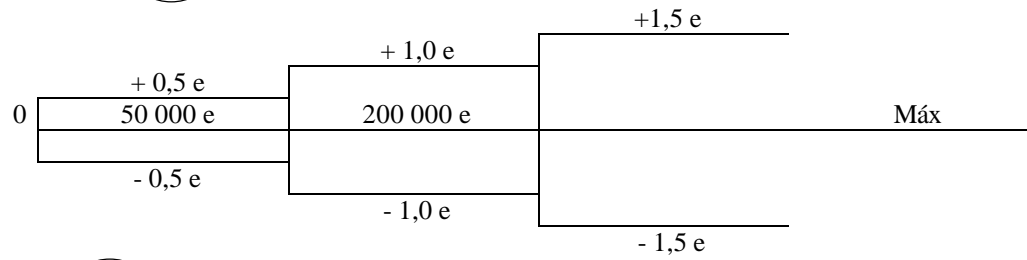 +1,5 e
+ 1,0 e
+ 0,5 e
0 50 000 e 200 000 e Máx
- 0,5 e
- 1,0 e
- 1,5 e